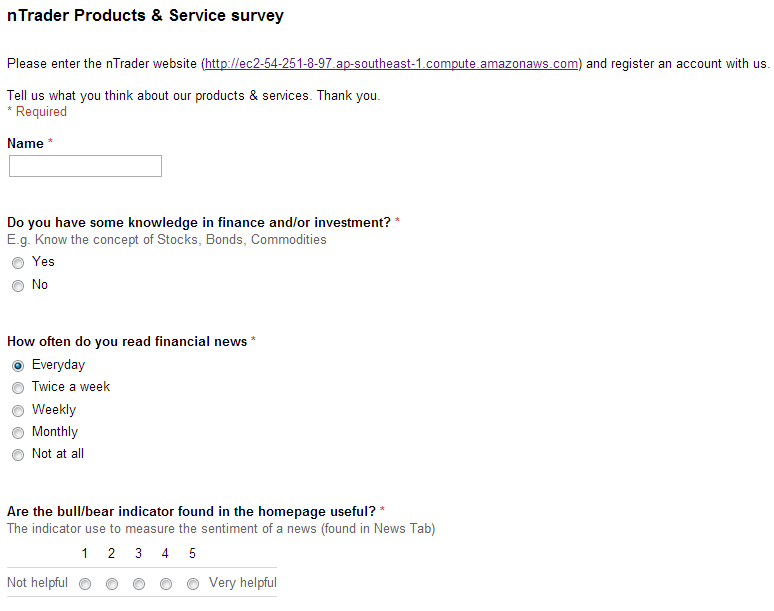 nTrader Products & Service survey
Please enter the nTrader website (http://ec2-54-251-8-97.ap-southeast-1.compute.amazonaws.com) and register an account with us.
Tell us what you think about our products & services. Thank you.
* Required
Name *
Do you have some knowledge in finance and/or investment? *
E.g. Know the concept of Stocks, Bonds, Commodities
Yes
No
How often do you read financial news *
Everyday
Twice a week
Weekly
Monthly
Not at all
Are the bull/bear indicator found in the homepage useful? *
The indicator use to measure the sentiment of a news (found in News Tab)
1 2 3 4 5
Not helpful Very helpful